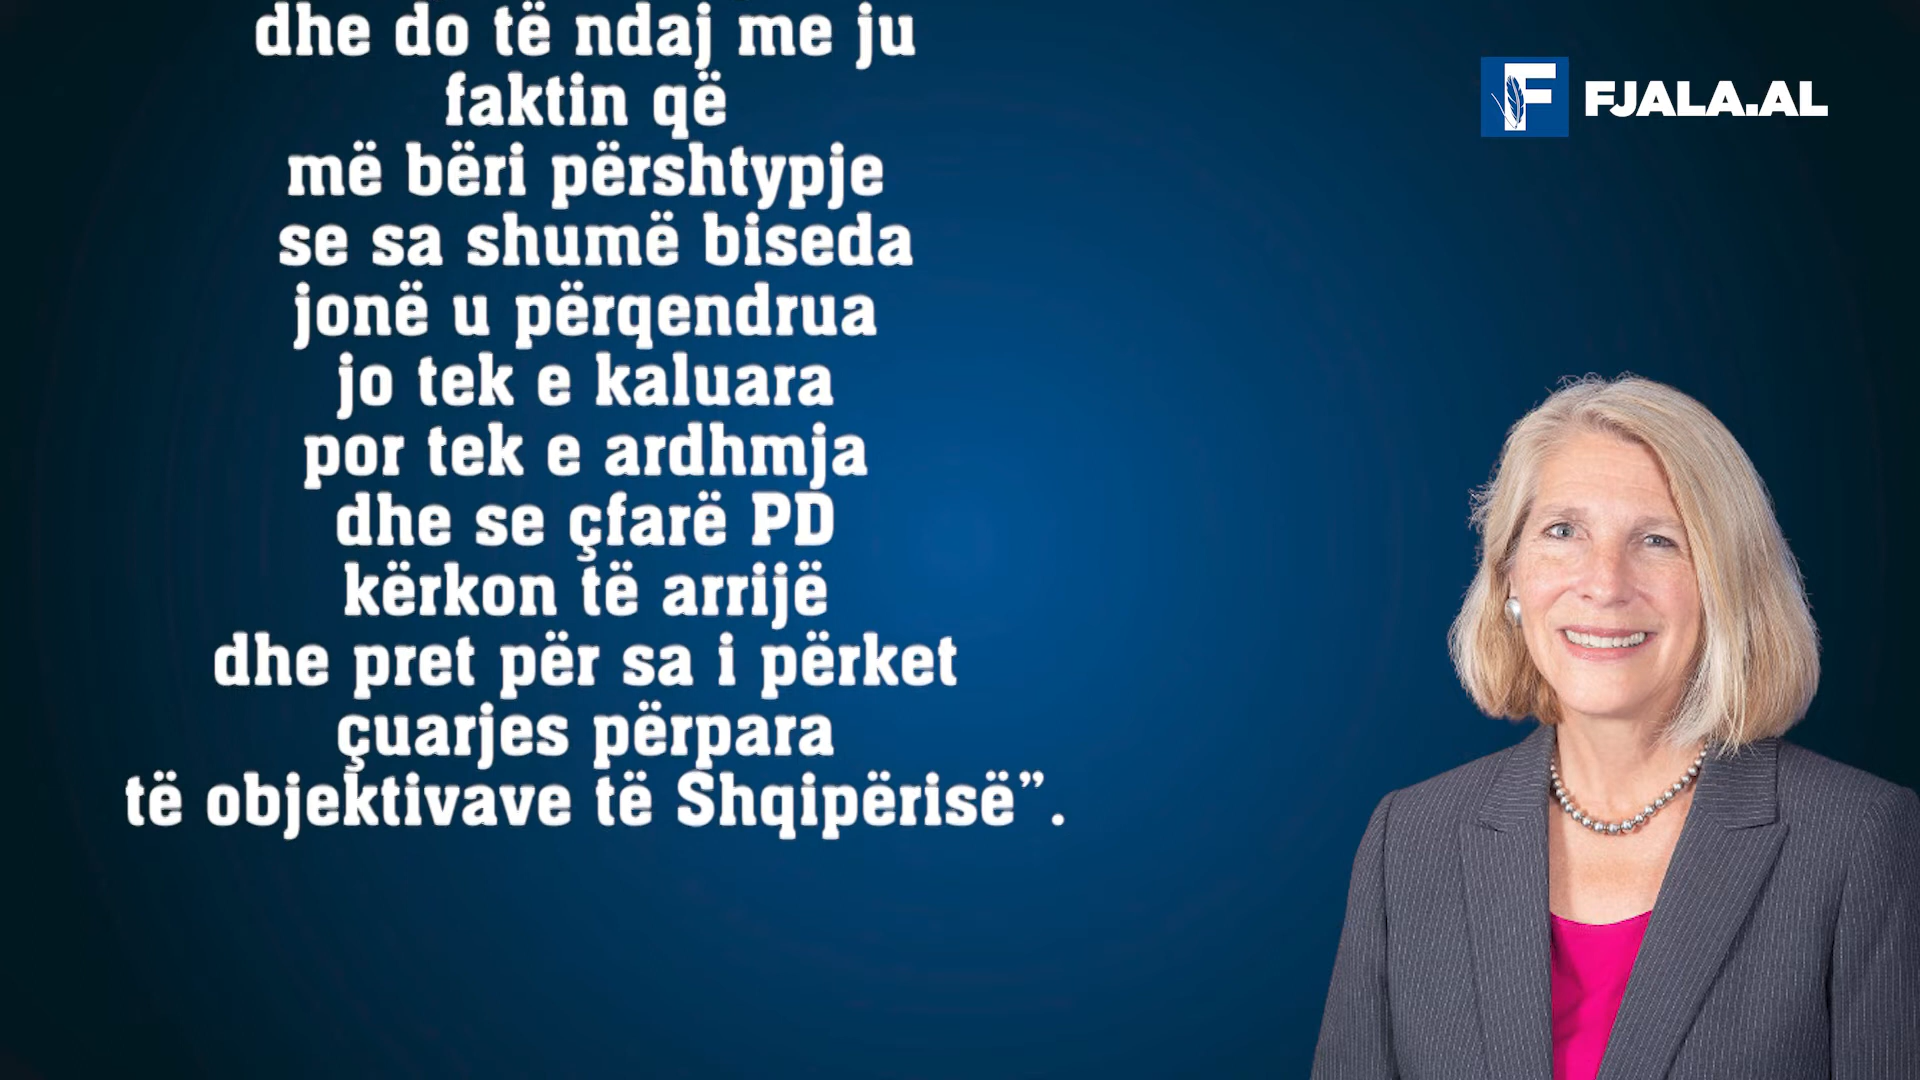 dhe do të ndaj me ju
faktin që
më bëri përshtypje
se sa shumë biseda
jonë u përqendrua
jo tek e kaluara
por tek e ardhmja
dhe se çfarë PD
kërkon të arrijë
dhe pret për sa i përket
çuarjes përpara
të objektivave të Shqipërisë”.
F FJALA.AL